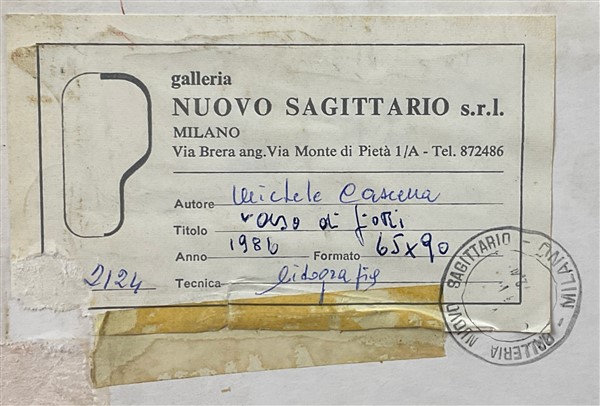 galleria
NUOVO SAGITTARIO s.r.l.
MILANO
Via Brera ang. Via Monte di Pietà 1/A - Tel. 872486
Autore Michele Cascella
Titolo vaso di fiori
Anno 1986 Formato 65x90
2124 Tecnica litografia
GALLERIA NUOVO SAGITTARIO - MILANO -